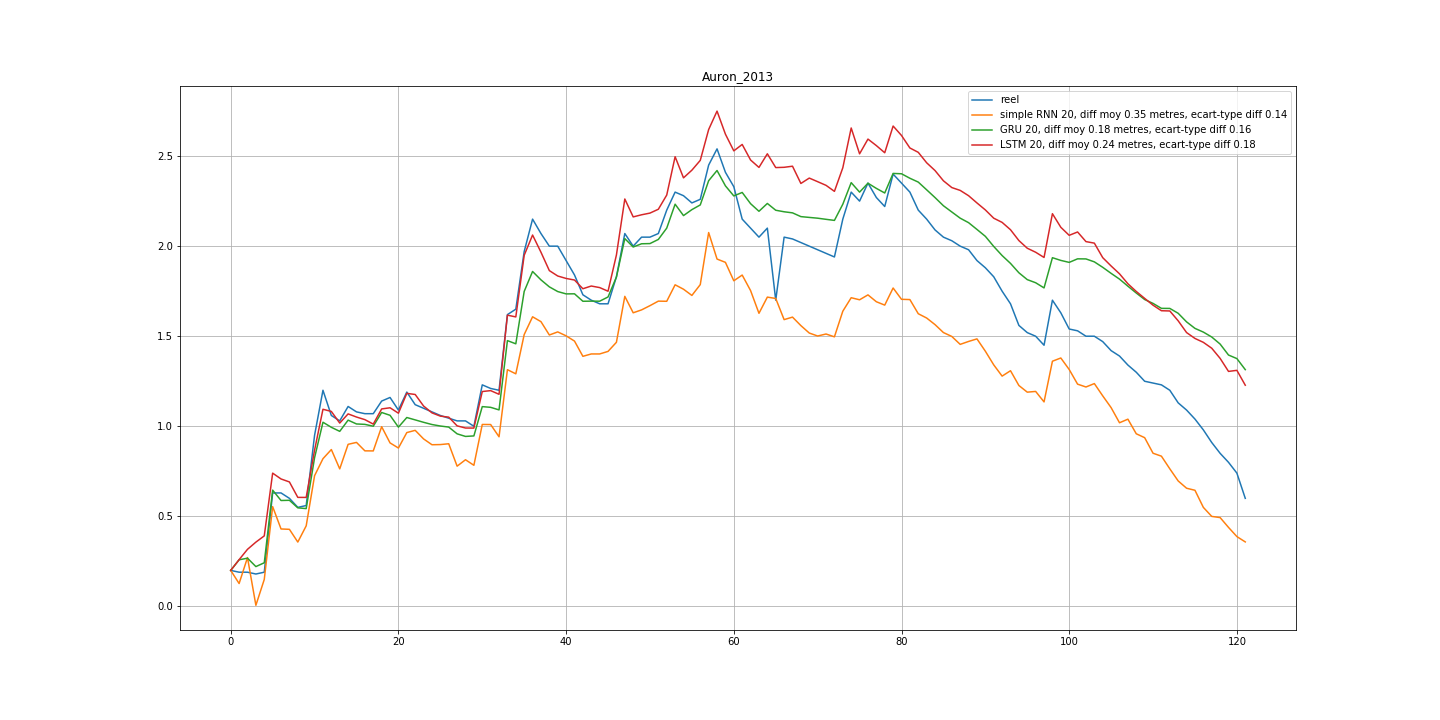 Auron_2013
reel
simple RNN 20, diff moy 0.35 metres, ecart-type diff 0.14
GRU 20, diff moy 0.18 metres, ecart-type diff 0.16
LSTM 20, diff moy 0.24 metres, ecart-type diff 0.18
2.5
2.0
1.5
1.0
0.5
0.0
0 20 40 60 80 100 120